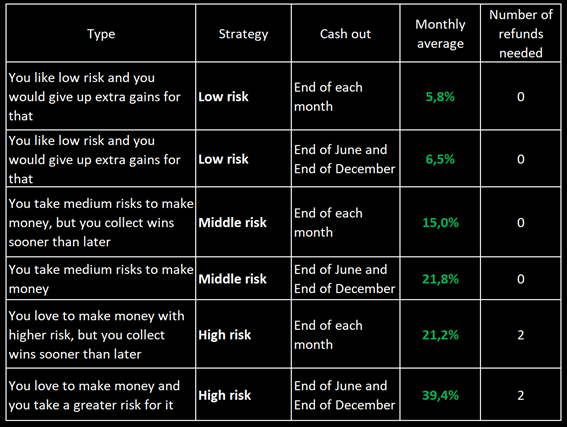 Type
Strategy
Cash out
Monthly
average
Number of
refunds
needed
You like low risk and you
would give up extra gains for
that
Low risk
End of each
month
5,8%
0
You like low risk and you
would give up extra gains for
that
Low risk
End of June and
End of December
6,5%
0
You take medium risks to make
money, but you collect wins
sooner than later
Middle risk
End of each
month
15,0%
0
You take medium risks to make
money
Middle risk
End of June and
End of December
21,8%
0
You love to make money with
higher risk, but you collect
wins sooner than later
High risk
End of each
month
21,2%
2
You love to make money and
you take a greater risk for it
High risk
End of June and
End of December
39,4%
2